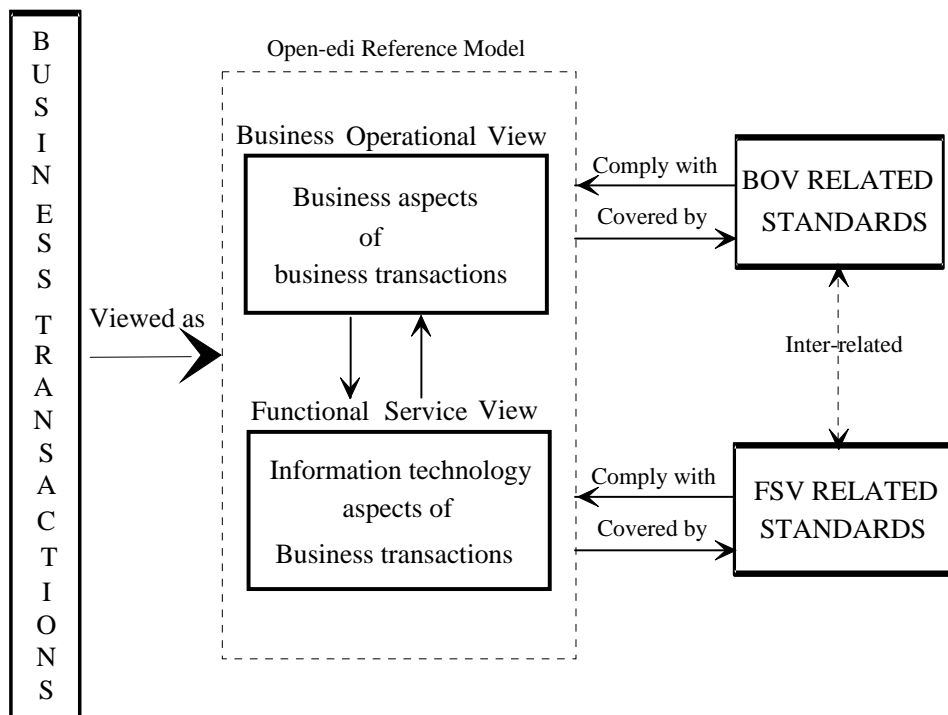 BUSINESS TRANSACTIONS
Open-edi Reference Model
Business Operational View
Business aspects
of
business transactions
Viewed as
Functional Service View
Information technology
aspects of
Business transactions
Comply with
Covered by
BOV RELATED
STANDARDS
Inter-related
Comply with
Covered by
FSV RELATED
STANDARDS